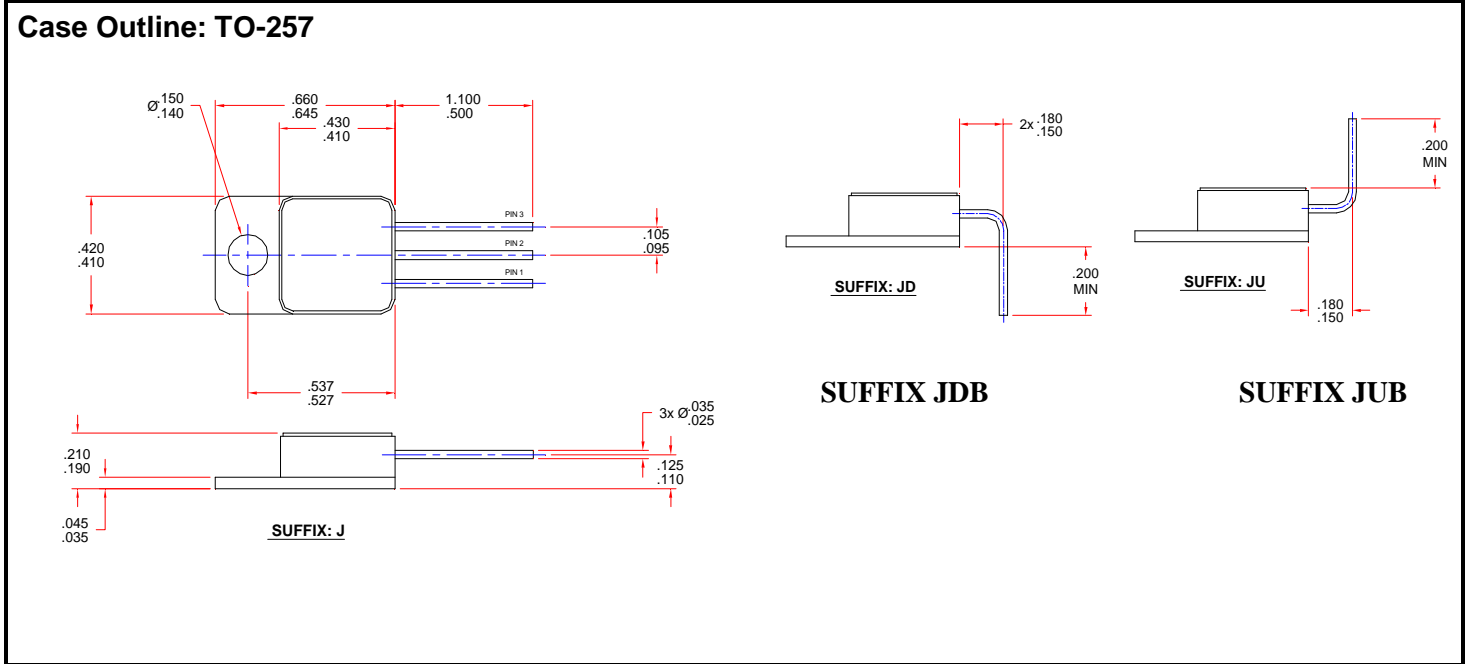 Case Outline: TO-257
Ø .150
.140
.660
.645
1.100
.500
.430
.410
PIN 3
PIN 2
PIN 1
.420
.410
.105
.095
.537
.527
2x .180
.150
.200
MIN
SUFFIX: JD
.200
MIN
SUFFIX: JU
.180
.150
SUFFIX JDB
SUFFIX JUB
.210
.190
.045
.035
3x Ø .035
.025
.125
.110
SUFFIX: J